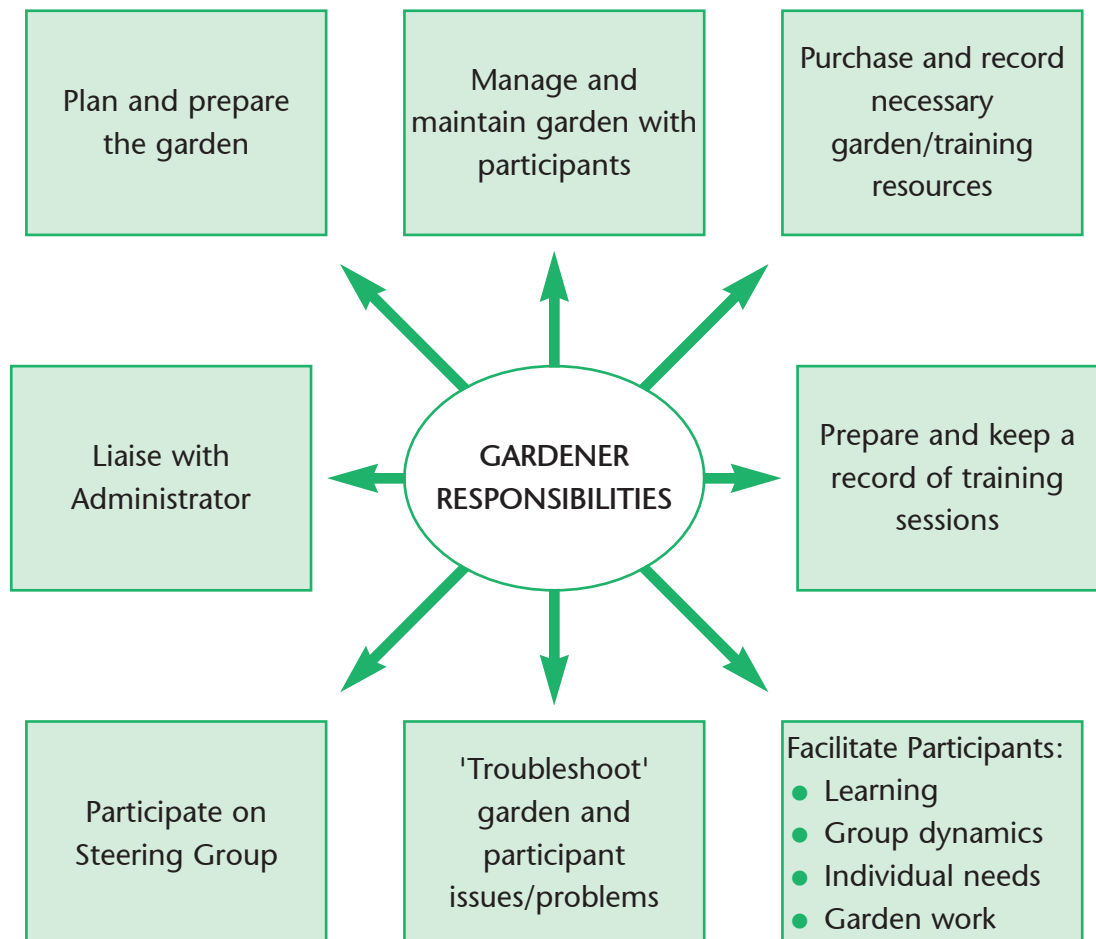 Plan and prepare
the garden
Manage and
maintain garden with
participants
Purchase and record
necessary
garden/training
resources
Liaise with
Administrator
GARDENER
RESPONSIBILITIES
Prepare and keep a
record of training
sessions
Participate on
Steering Group
'Troubleshoot'
garden and
participant
issues/problems
Facilitate Participants:
● Learning
● Group dynamics
● Individual needs
● Garden work